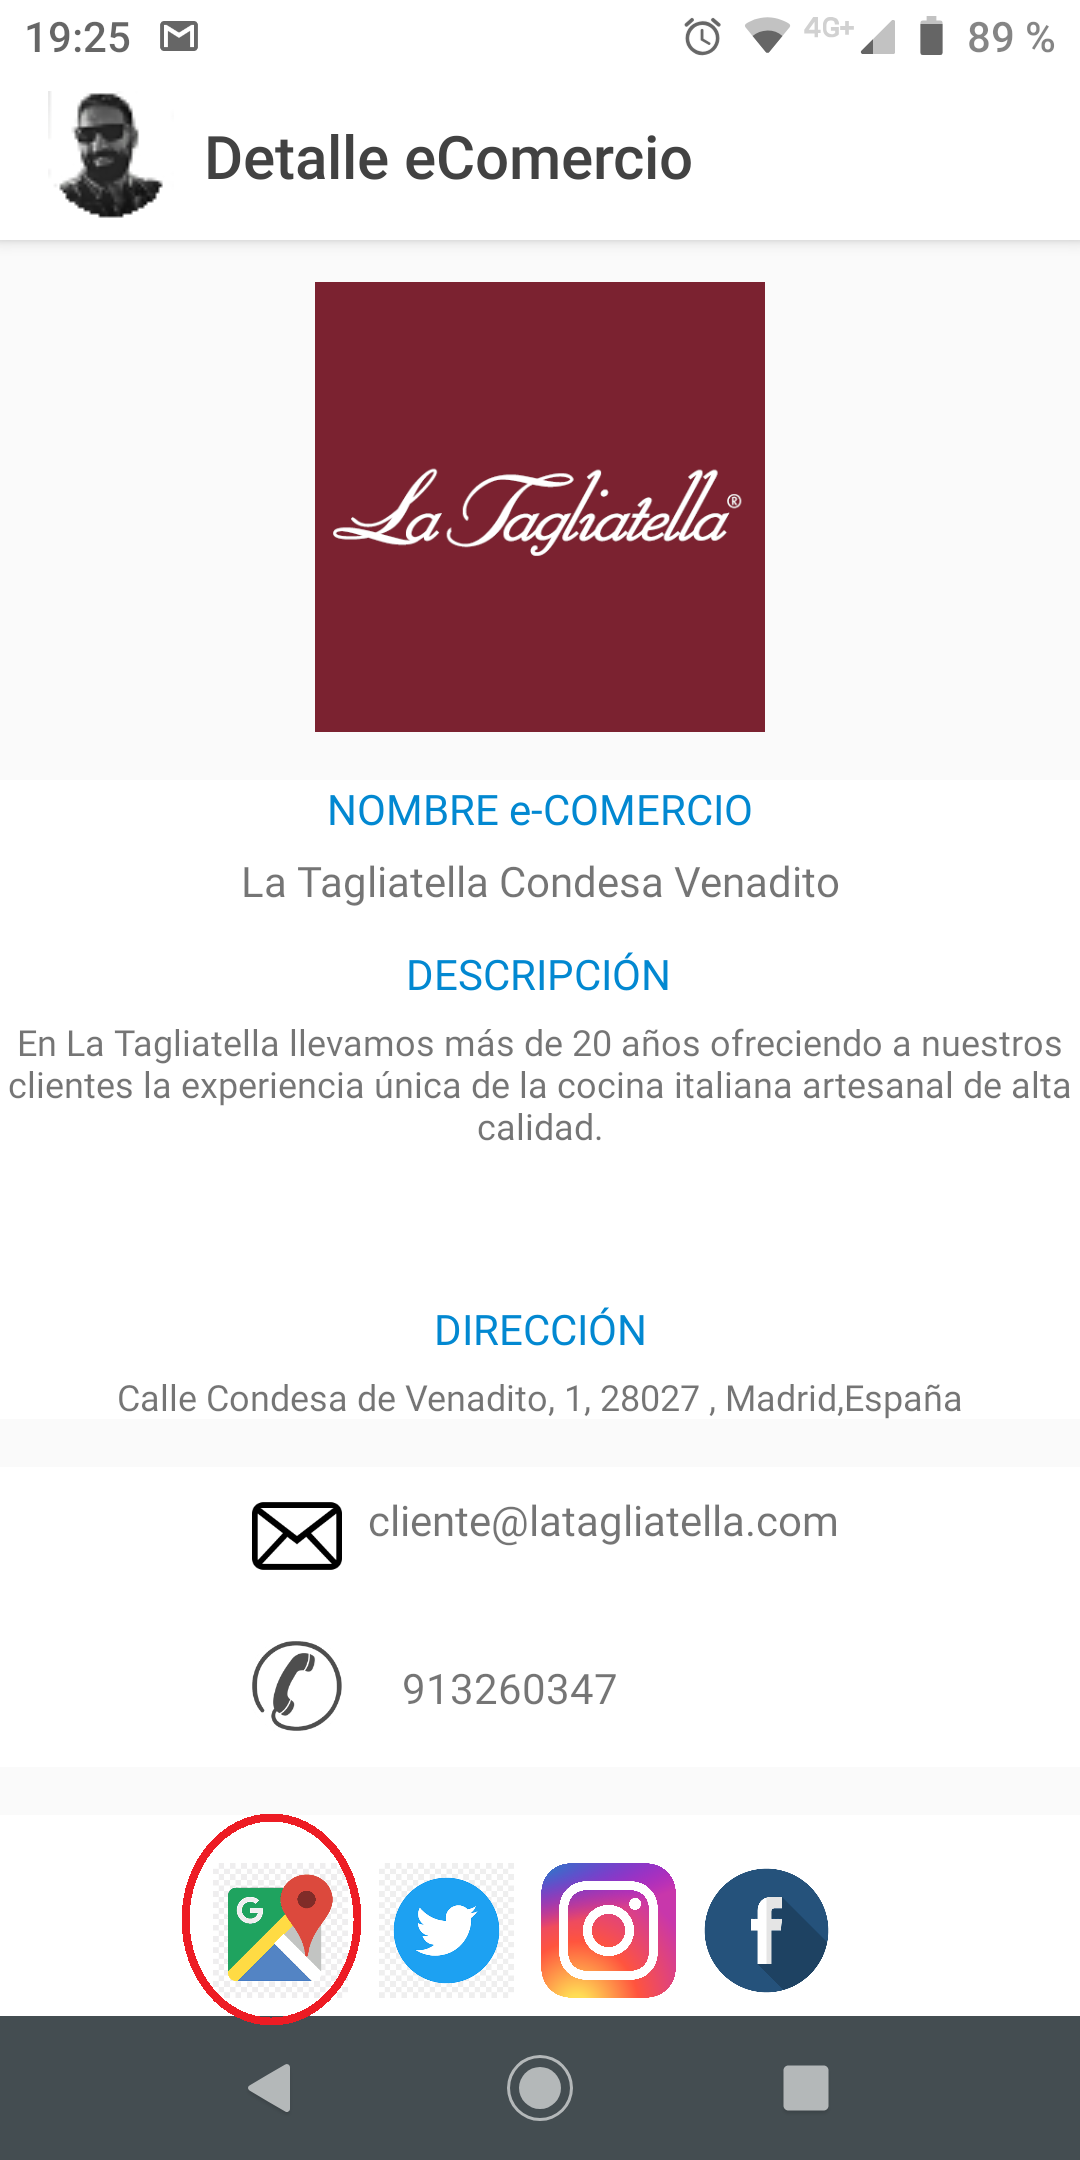 19:25 4G+ 89 %
Detalle eComercio
La Tagliatella®
NOMBRE e-COMERCIO
La Tagliatella Condesa Venadito
DESCRIPCIÓN
En La Tagliatella llevamos más de 20 años ofreciendo a nuestros
clientes la experiencia única de la cocina italiana artesanal de alta
calidad.
DIRECCIÓN
Calle Condesa de Venadito, 1, 28027 , Madrid,España
cliente@latagliatella.com
913260347
G f